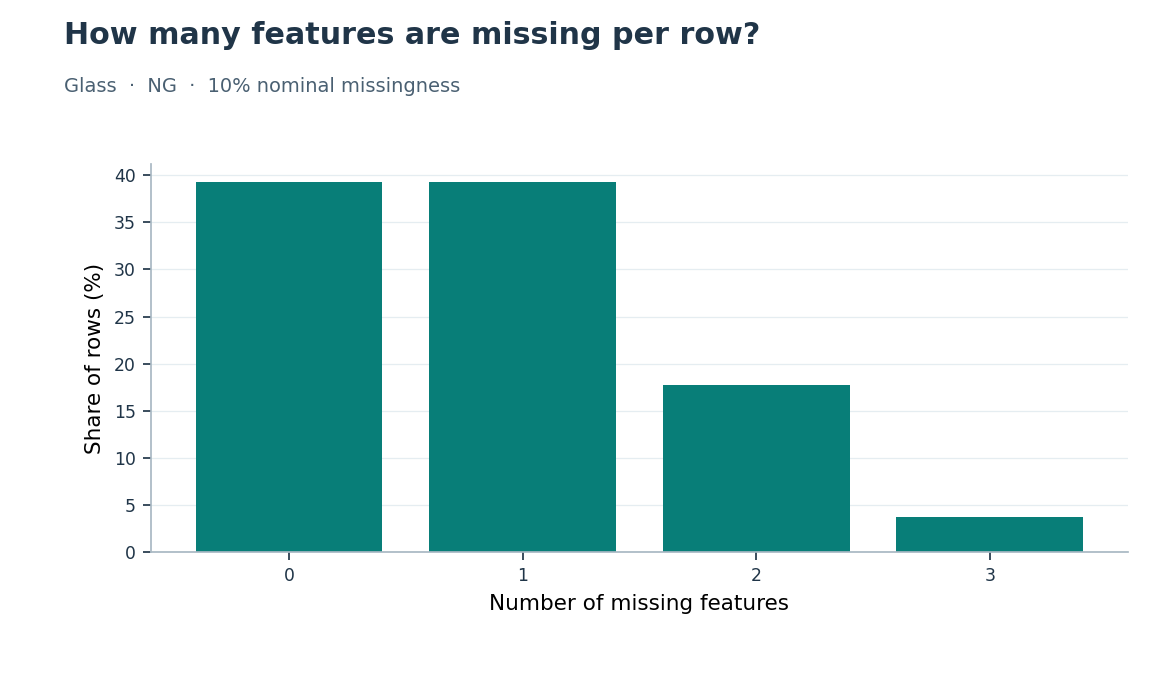 How many features are missing per row?
Glass · NG · 10% nominal missingness
40
35
30
25
20
15
10
5
0
Share of rows (%)
0 1 2 3
Number of missing features